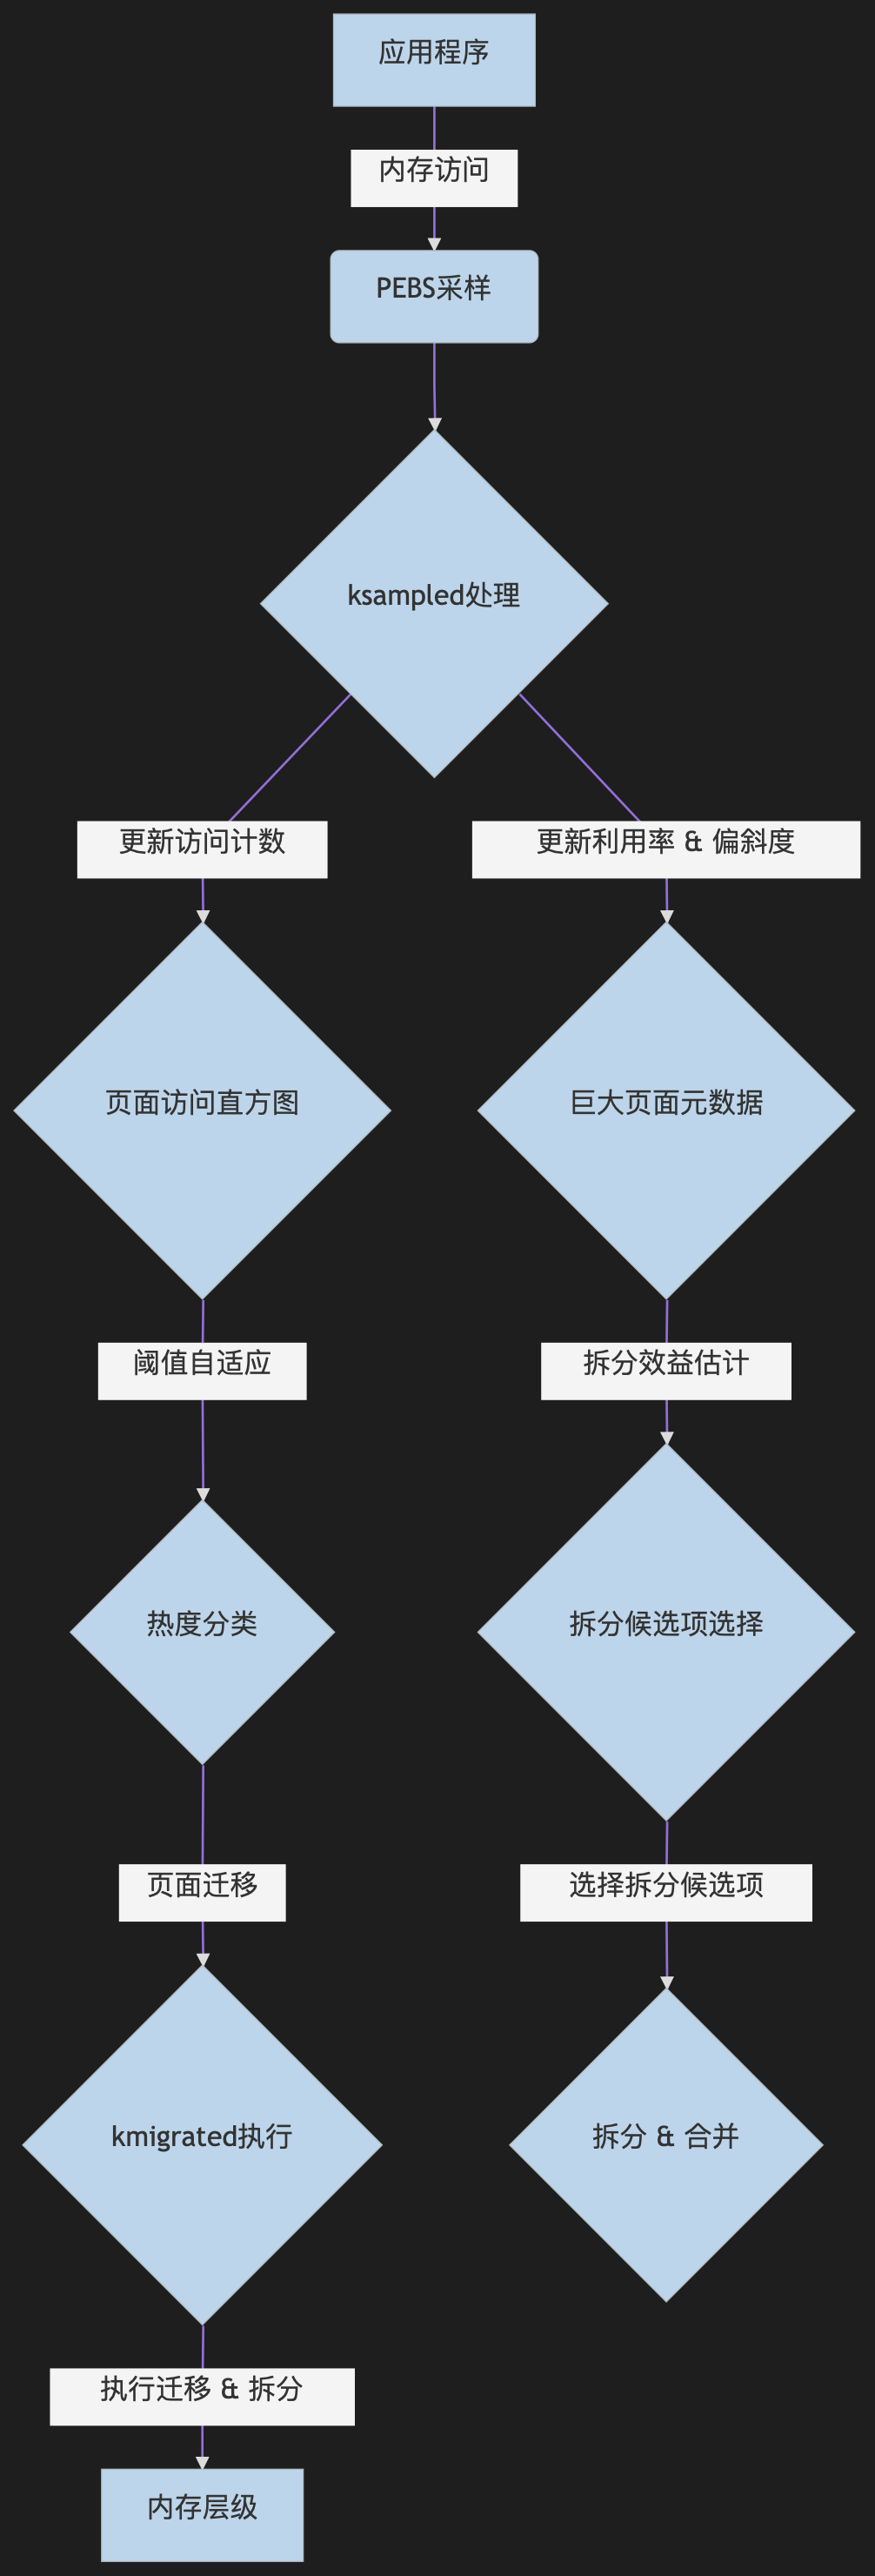 应用程序
内存访问
PEBS采样
ksampled处理
更新访问计数
更新利用率 & 偏斜度
页面访问直方图
巨大页面元数据
阈值自适应
拆分效益估计
热度分类
拆分候选项选择
页面迁移
选择拆分候选项
kmigrated执行
拆分 & 合并
执行迁移 & 拆分
内存层级